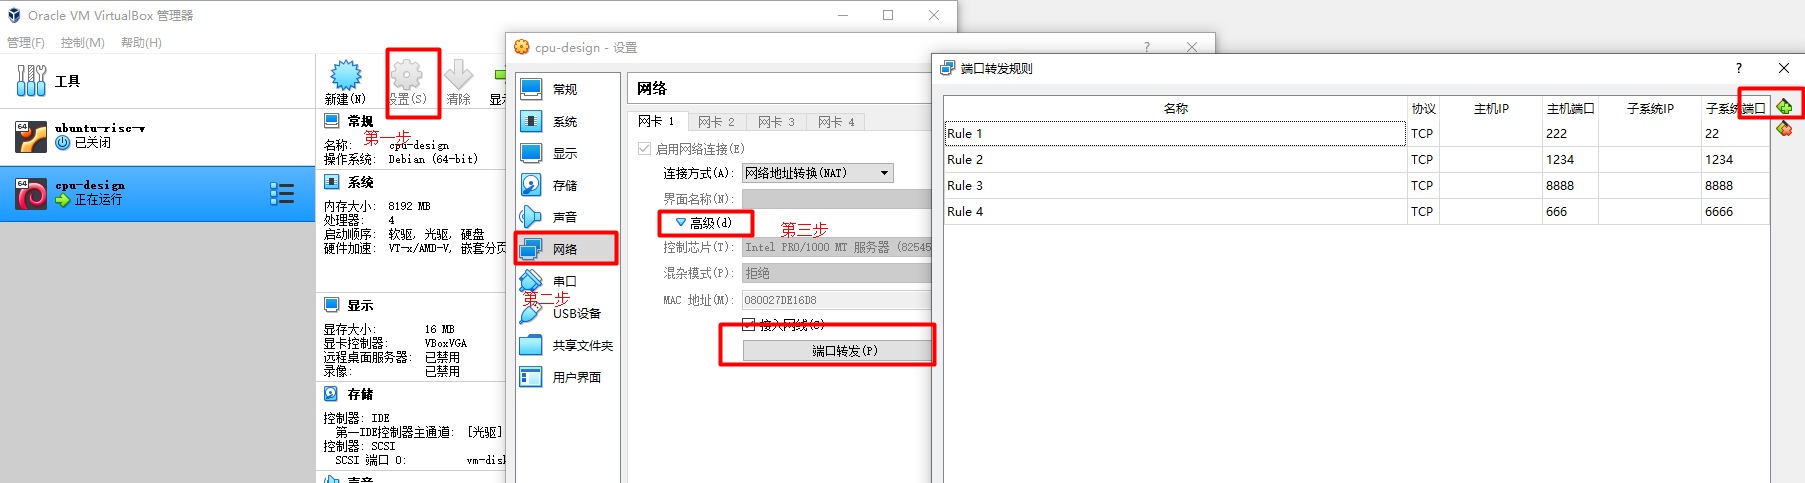 Oracle VM VirtualBox 管理器
管理(F) 控制(M) 帮助(H)
工具
64 ubuntu-risc-v
已关闭
64 cpu-design
正在运行
新建(N) 设置(S) 清除
第一步
常规
名称: cpu-design
操作系统: Debian (64-bit)
系统
内存大小: 8192 MB
处理器: 4
启动顺序: 软驱, 光驱, 硬盘
硬件加速: VT-x/AMD-V, 嵌套分页
显示
显存大小: 16 MB
显卡控制器: VBoxVGA
远程桌面服务器: 已禁用
录像: 已禁用
存储
控制器: IDE
第一IDE控制器主通道: [光驱]
控制器: SCSI
SCSI 端口 0: vm-disk
声音
cpu-design - 设置 ?
常规
系统
显示
存储
声音
网络
串口
第二步
USB设备
共享文件夹
用户界面
网络
网卡 1 网卡 2 网卡 3 网卡 4
启用网络连接(E)
连接方式(A): 网络地址转换(NAT)
界面名称(N):
高级(d)
第三步
控制芯片(T): Intel PRO/1000 MT 服务器 (82545
混杂模式(P): 拒绝
MAC 地址(M): 080027DE16D8
接入网线(C)
端口转发(P)
端口转发规则 ?
名称 协议 主机IP 主机端口 子系统IP 子系统端口
Rule 1 TCP 222 22
Rule 2 TCP 1234 1234
Rule 3 TCP 8888 8888
Rule 4 TCP 666 6666